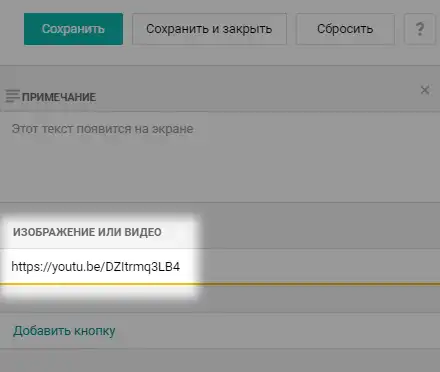 Сохранить Сохранить и закрыть Сбросить ?
ПРИМЕЧАНИЕ
Этот текст появится на экране
ИЗОБРАЖЕНИЕ ИЛИ ВИДЕО
https://youtu.be/DZItrmq3LB4
Добавить кнопку